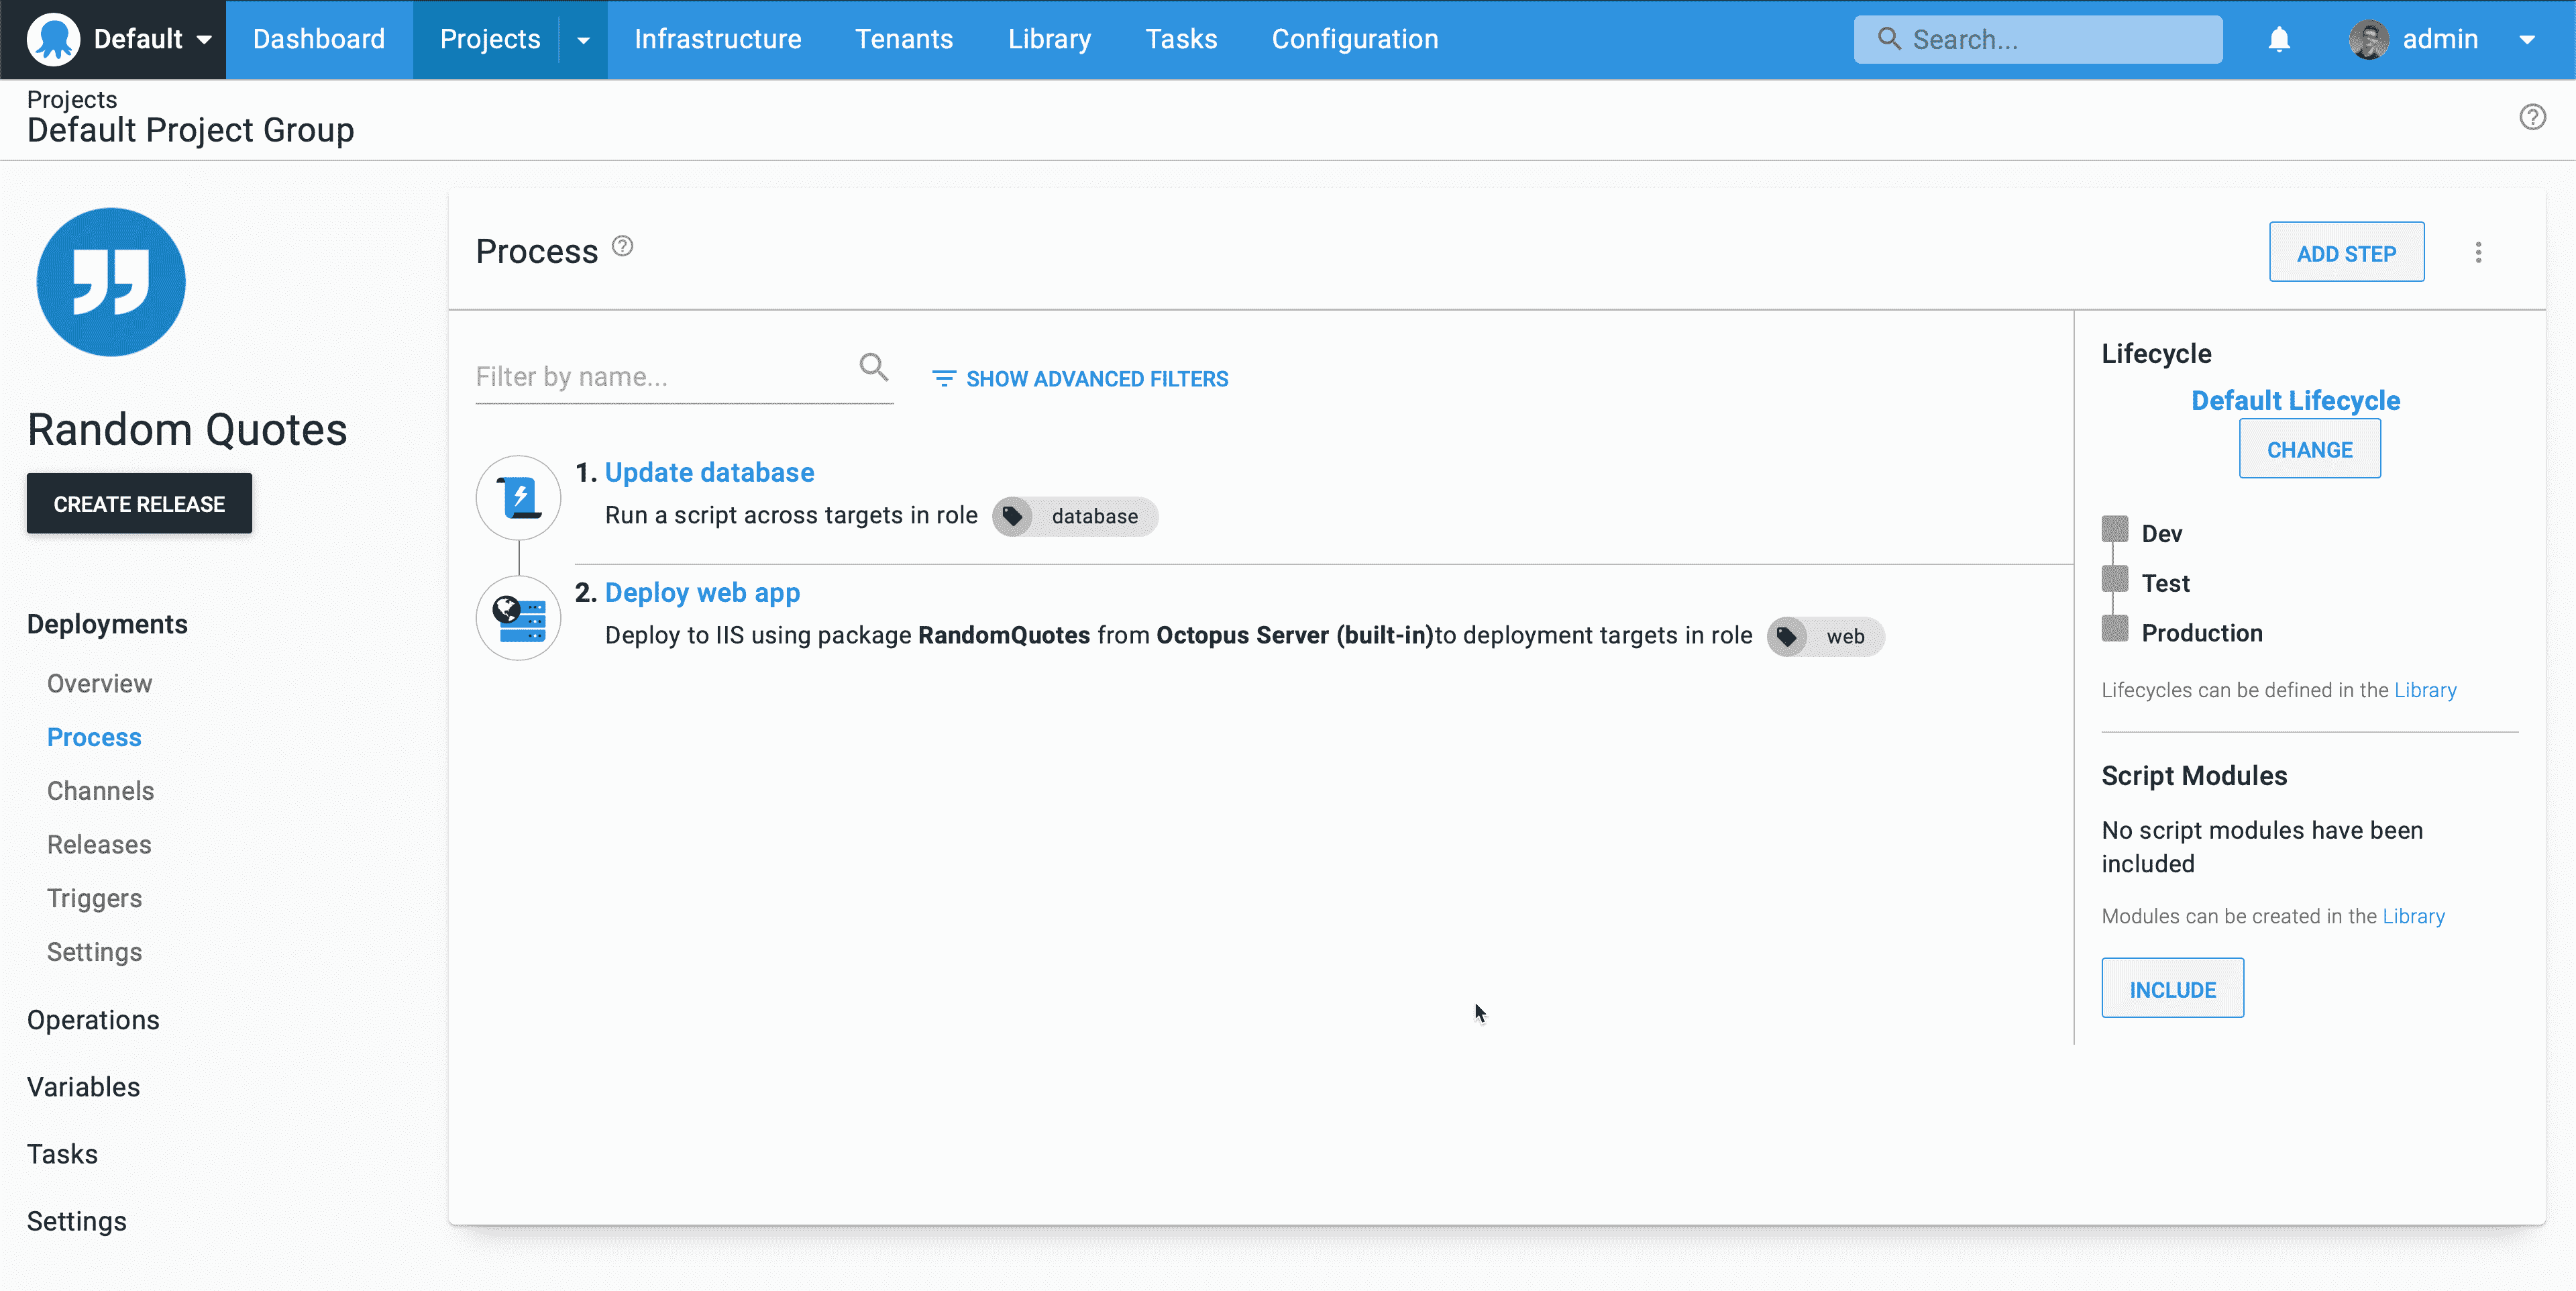 Default Dashboard Projects Infrastructure Tenants Library Tasks Configuration Search... admin
Projects
Default Project Group
Random Quotes
CREATE RELEASE
Deployments
Overview
Process
Channels
Releases
Triggers
Settings
Operations
Variables
Tasks
Settings
Process
ADD STEP
Filter by name...
SHOW ADVANCED FILTERS
1. Update database
Run a script across targets in role database
2. Deploy web app
Deploy to IIS using package RandomQuotes from Octopus Server (built-in)to deployment targets in role web
Lifecycle
Default Lifecycle
CHANGE
Dev
Test
Production
Lifecycles can be defined in the Library
Script Modules
No script modules have been
included
Modules can be created in the Library
INCLUDE